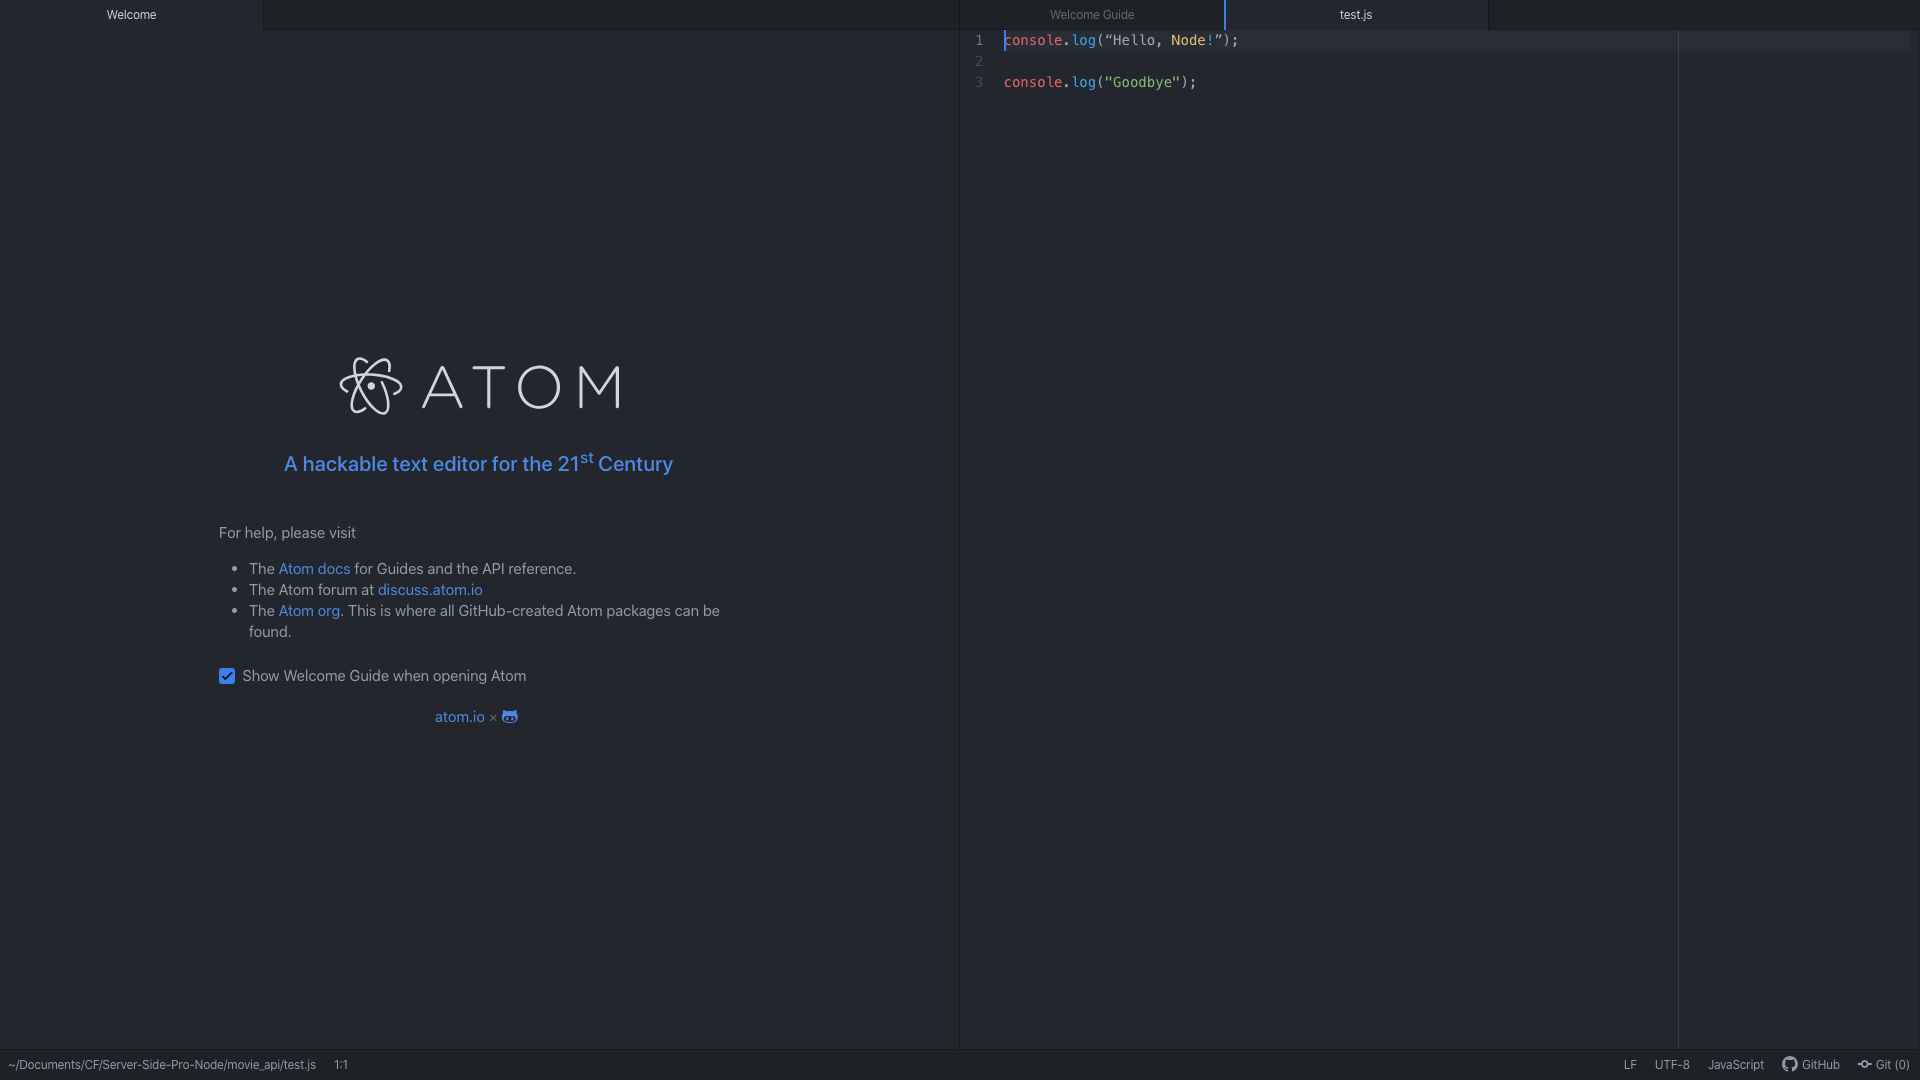 Welcome
ATOM
A hackable text editor for the 21st Century
For help, please visit
• The Atom docs for Guides and the API reference.
• The Atom forum at discuss.atom.io
• The Atom org. This is where all GitHub-created Atom packages can be
found.
Show Welcome Guide when opening Atom
atom.io ×
Welcome Guide
test.js
1 console.log(“Hello, Node!”);
2
3 console.log("Goodbye");
~/Documents/CF/Server-Side-Pro-Node/movie_api/test.js 1:1
LF UTF-8 JavaScript GitHub Git (0)